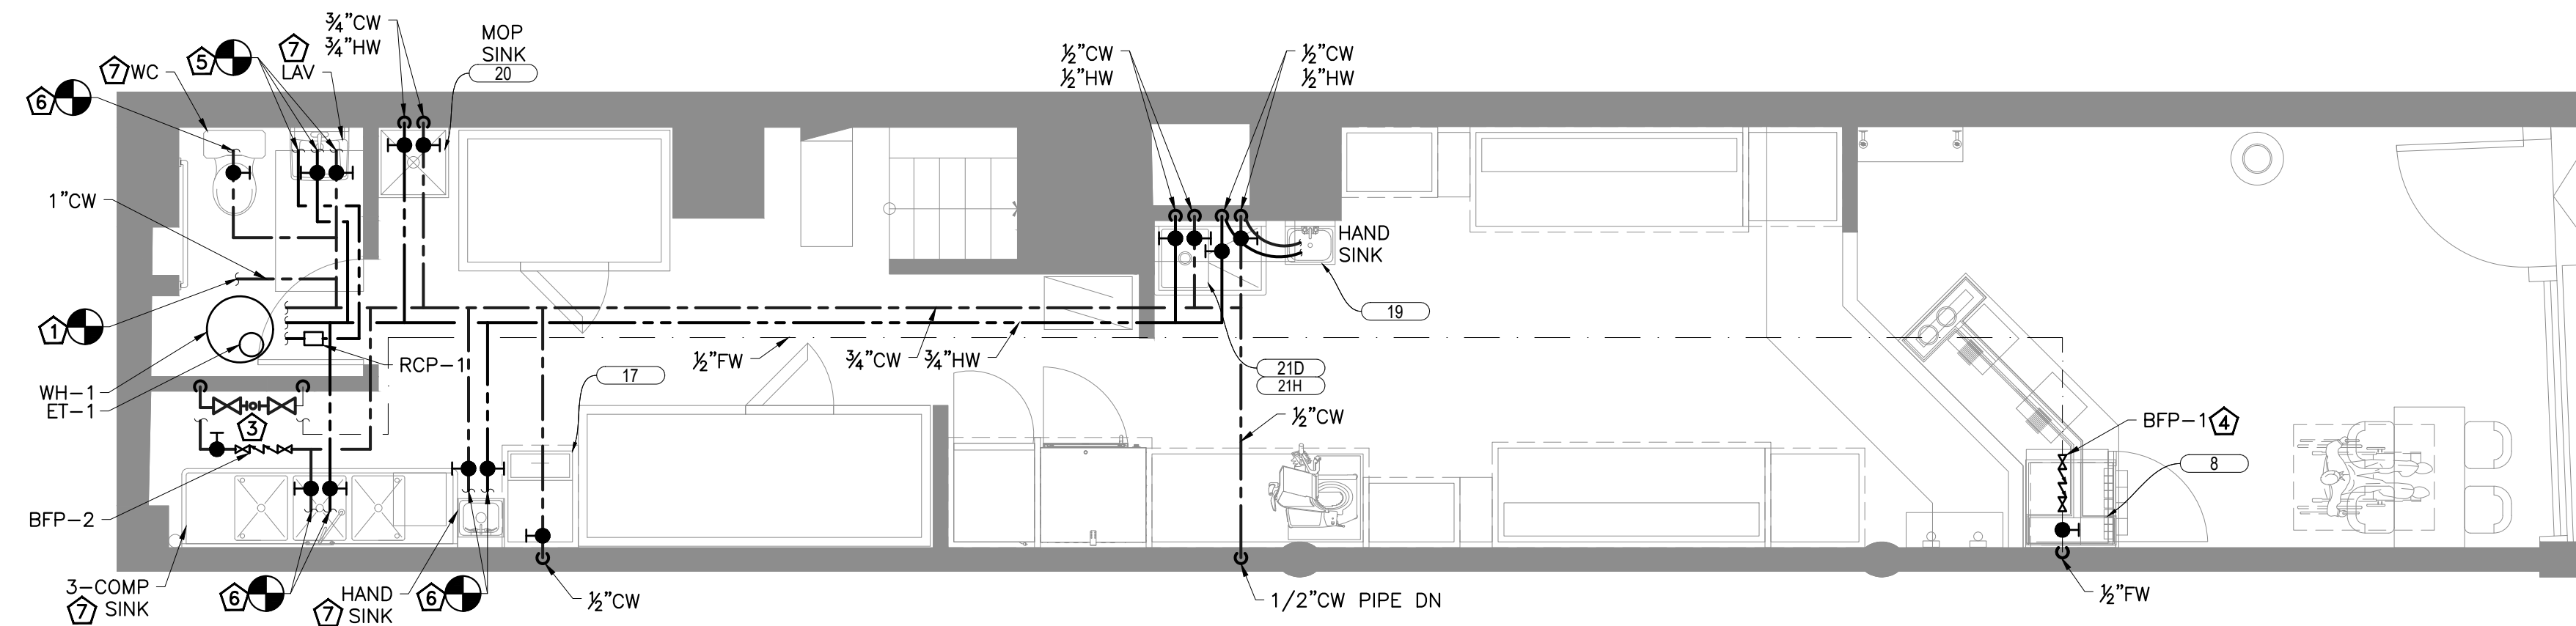 ¾"CW
¾"HW
MOP
SINK
20
5
7
LAV
7 WC
6
½"CW
½"HW
½"CW
½"HW
1"CW
HAND
SINK
19
1
RCP-1
½"FW
¾"CW
¾"HW
21D
21H
17
WH-1
ET-1
3
½"CW
BFP-1 4
8
BFP-2
3-COMP
7 SINK
6
HAND
7 SINK
6
½"CW
1/2"CW PIPE DN
½"FW